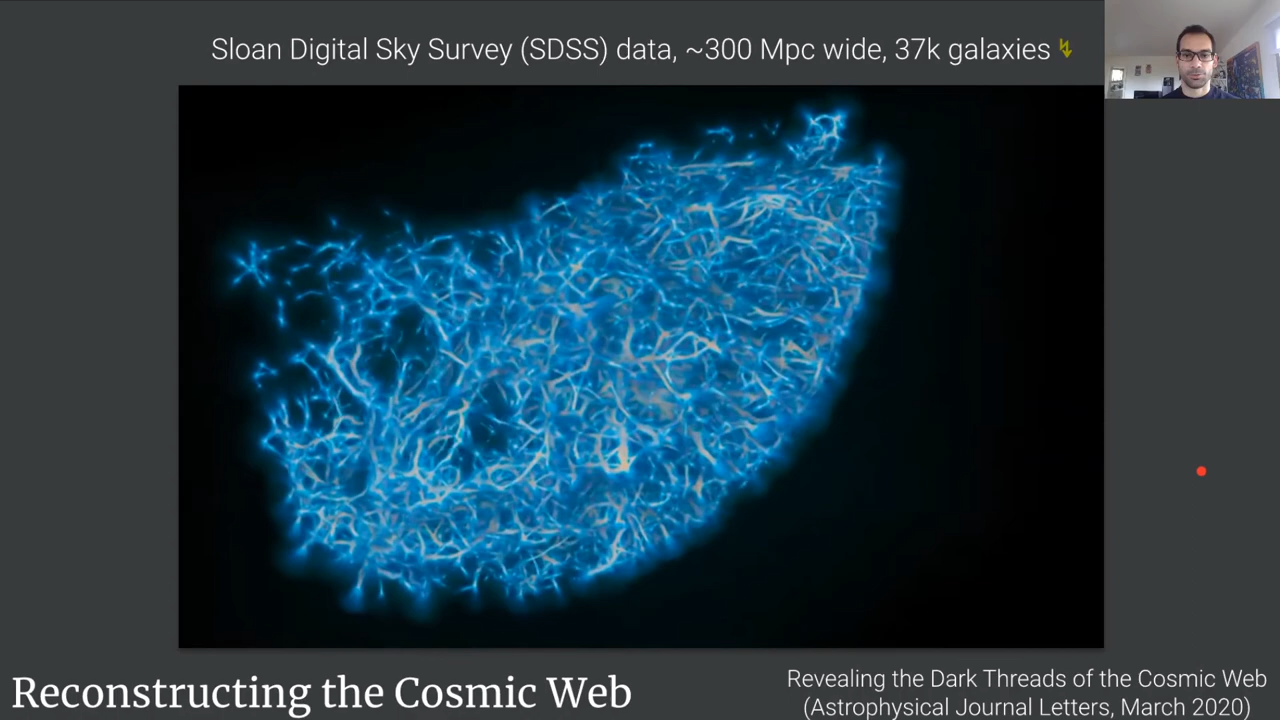 Sloan Digital Sky Survey (SDSS) data, ~300 Mpc wide, 37k galaxies ↯
Reconstructing the Cosmic Web
Revealing the Dark Threads of the Cosmic Web
(Astrophysical Journal Letters, March 2020)